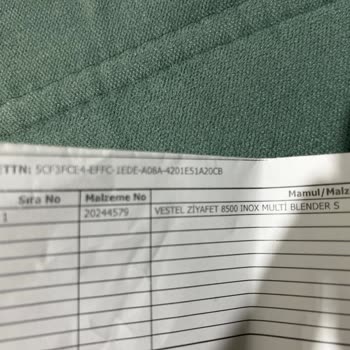 ETTN: 5CF3FCE4-EFFC-1EDE-A08A-4201E51A20CB
Sıra No Malzeme No Mamul/Malz
1 20244579 VESTEL ZİYAFET 8500 INOX MULTİ BLENDER S